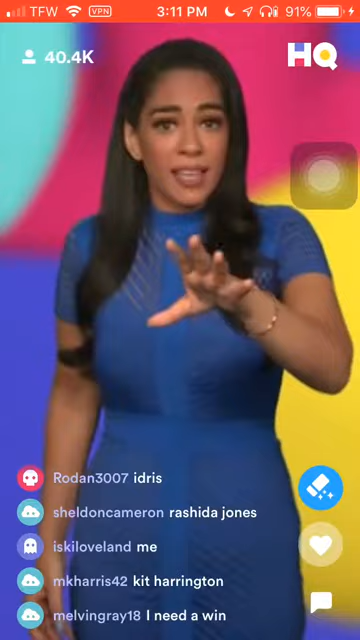 TFW VPN 3:11 PM 91%
40.4K
HQ
Rodan3007 idris
sheldoncameron rashida jones
iskiloveland me
mkharris42 kit harrington
melvingray18 I need a win